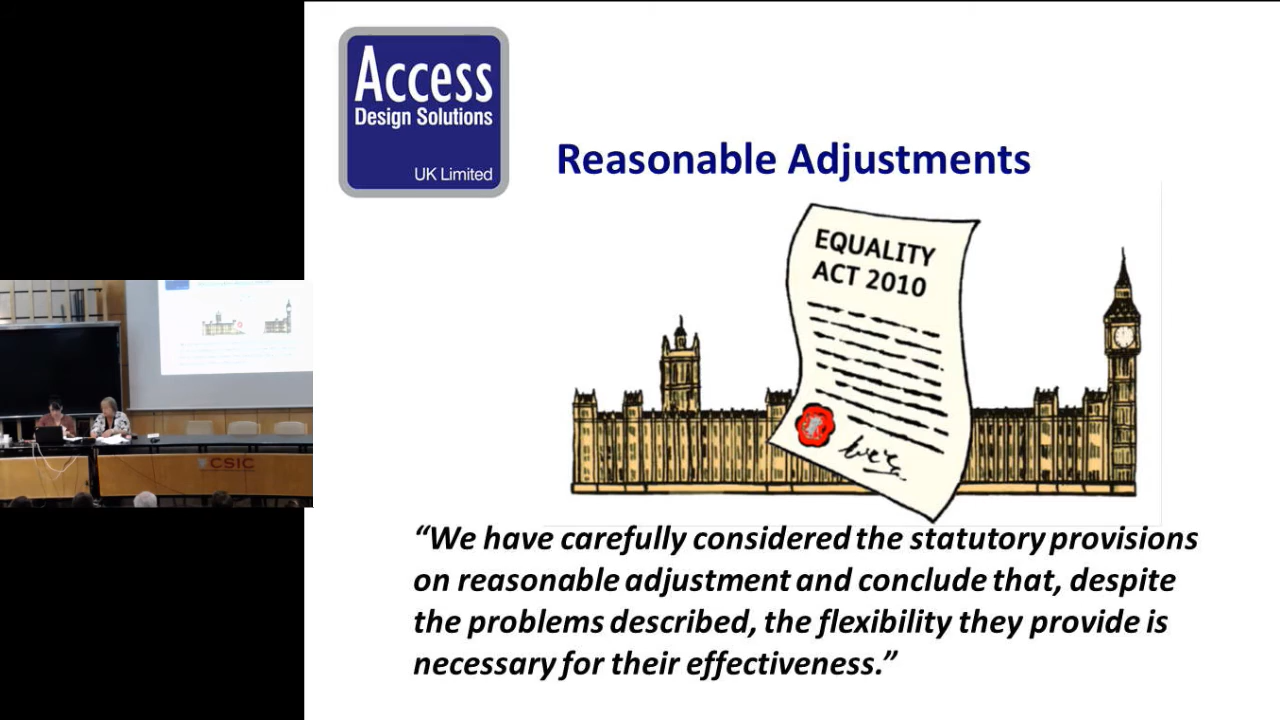 Access
Design Solutions
UK Limited
Reasonable Adjustments
EQUALITY
ACT 2010
“We have carefully considered the statutory provisions
on reasonable adjustment and conclude that, despite
the problems described, the flexibility they provide is
necessary for their effectiveness.”
CSIC